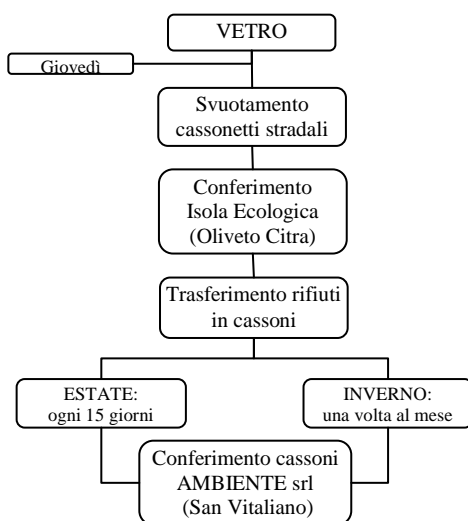 VETRO
Giovedì
Svuotamento
cassonetti stradali
Conferimento
Isola Ecologica
(Oliveto Citra)
Trasferimento rifiuti
in cassoni
ESTATE:
ogni 15 giorni
INVERNO:
una volta al mese
Conferimento cassoni
AMBIENTE srl
(San Vitaliano)